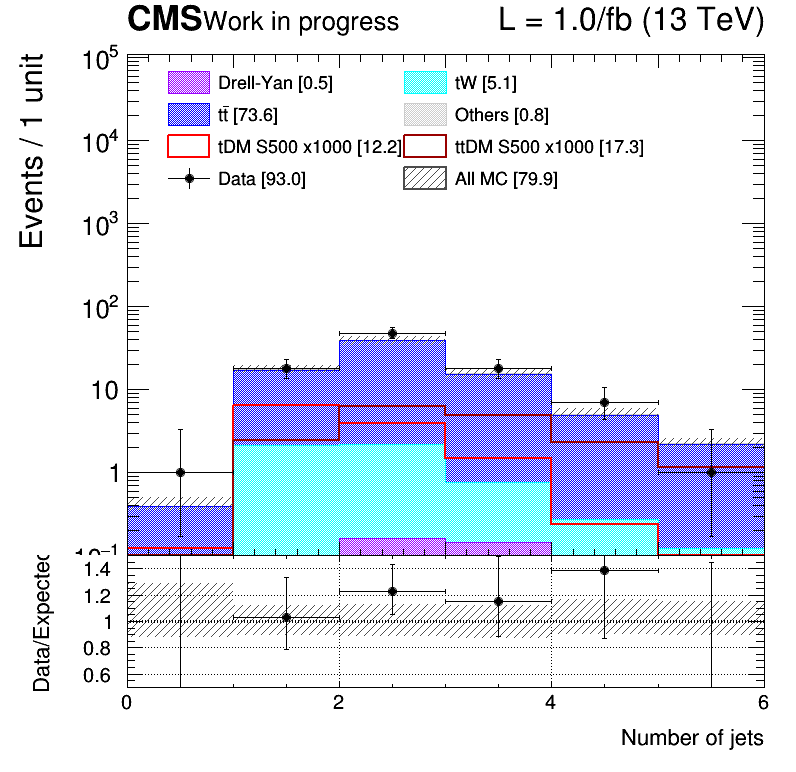 CMS Work in progress L = 1.0/fb (13 TeV)
Events / 1 unit
10⁵
10⁴
10³
10²
10
1
10⁻¹
Drell-Yan [0.5] tW [5.1]
tt̄ [73.6] Others [0.8]
tDM S500 x1000 [12.2] ttDM S500 x1000 [17.3]
Data [93.0] All MC [79.9]
Data/Expected
1.4
1.2
1
0.8
0.6
0 2 4 6
Number of jets